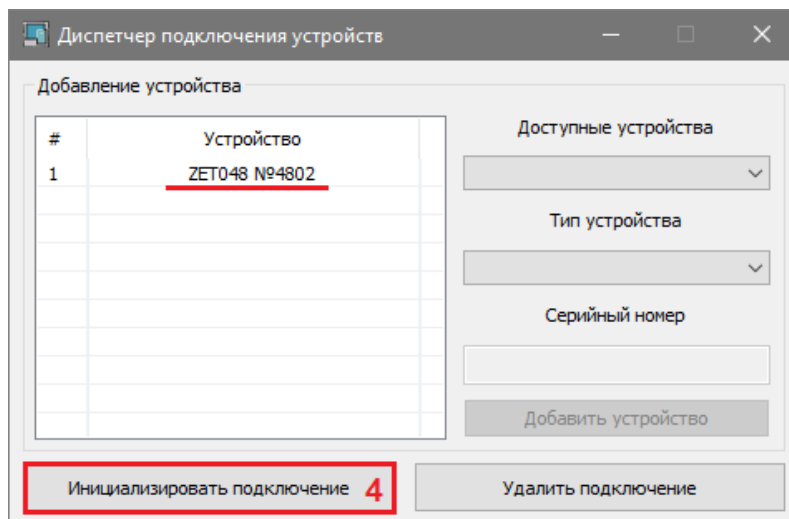 Диспетчер подключения устройств
Добавление устройства
# Устройство
1 ZET048 №4802
Доступные устройства
Тип устройства
Серийный номер
Добавить устройство
Инициализировать подключение 4
Удалить подключение